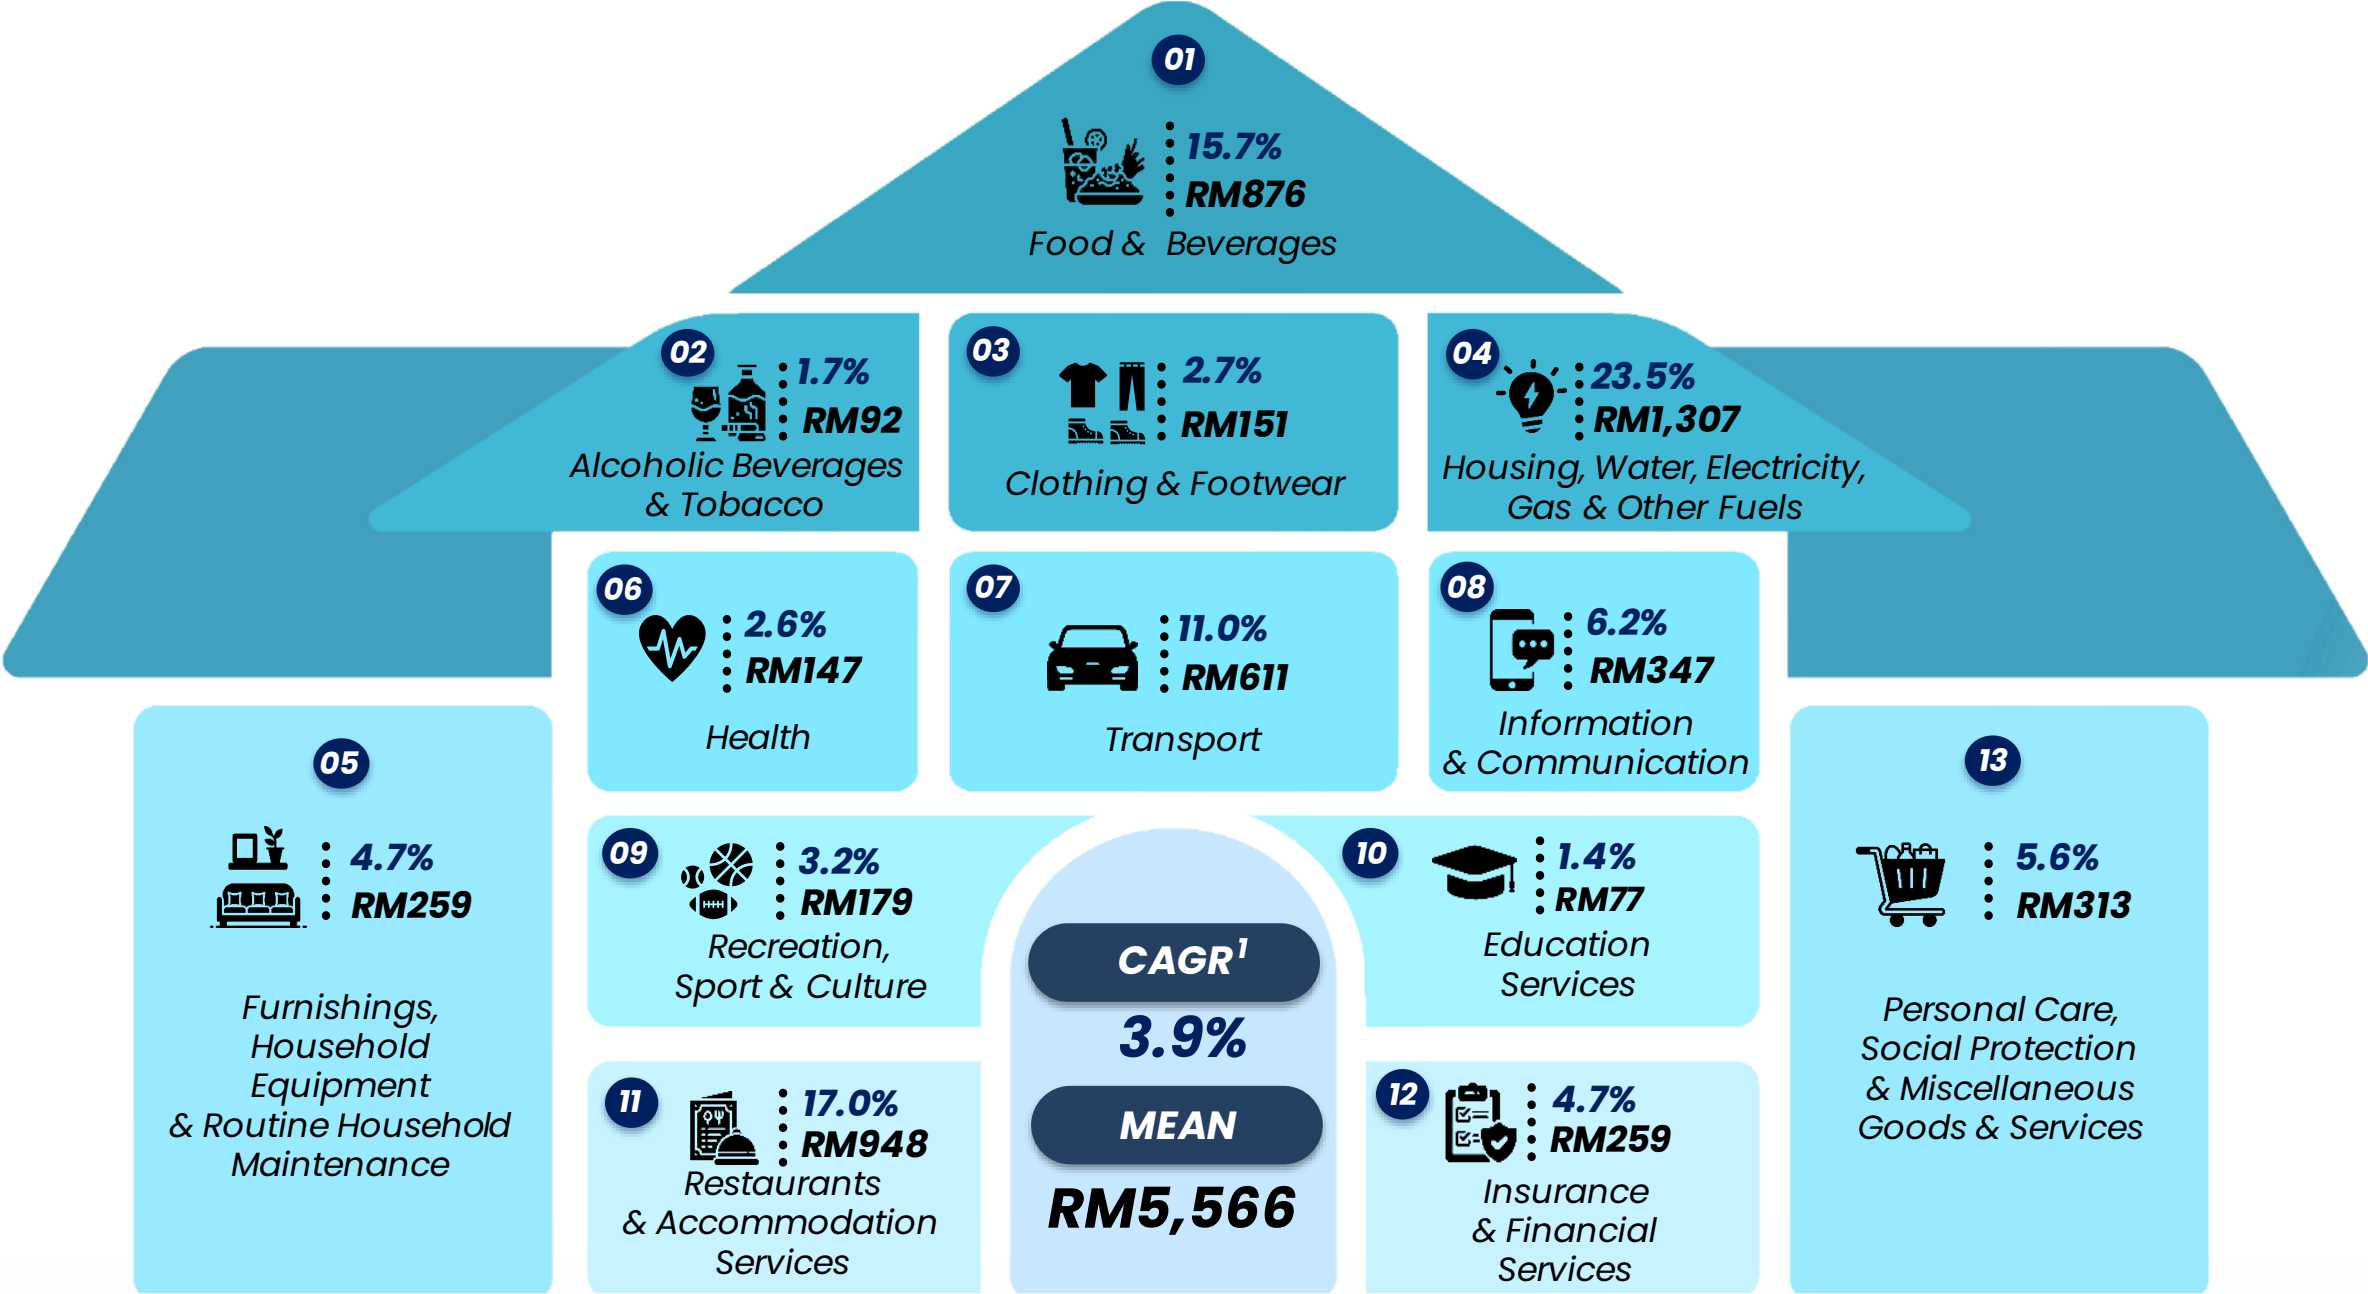 01
15.7%
RM876
Food & Beverages
02
1.7%
RM92
Alcoholic Beverages
& Tobacco
03
2.7%
RM151
Clothing & Footwear
04
23.5%
RM1,307
Housing, Water, Electricity,
Gas & Other Fuels
05
4.7%
RM259
Furnishings,
Household
Equipment
& Routine Household
Maintenance
06
2.6%
RM147
Health
07
11.0%
RM611
Transport
08
6.2%
RM347
Information
& Communication
09
3.2%
RM179
Recreation,
Sport & Culture
10
1.4%
RM77
Education
Services
11
17.0%
RM948
Restaurants
& Accommodation
Services
CAGR¹
3.9%
MEAN
RM5,566
12
4.7%
RM259
Insurance
& Financial
Services
13
5.6%
RM313
Personal Care,
Social Protection
& Miscellaneous
Goods & Services